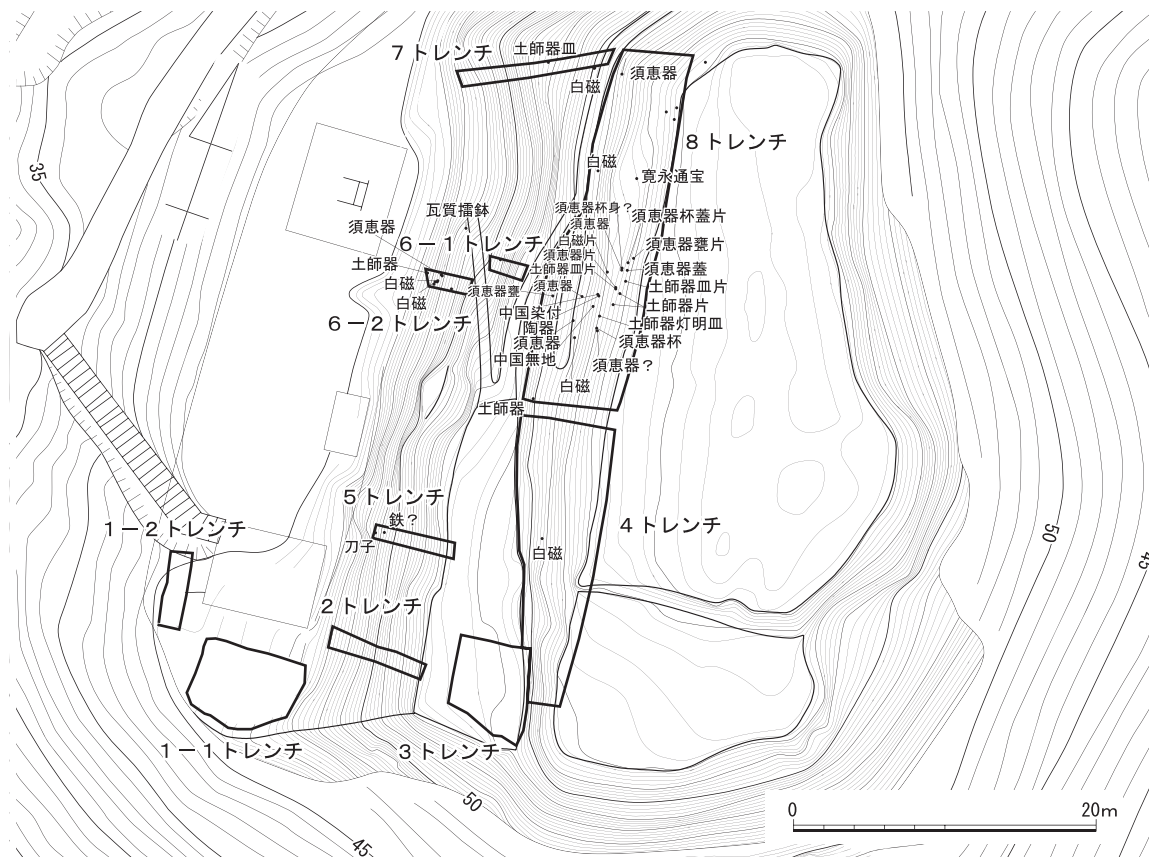 7トレンチ
土師器皿
白磁
須恵器
8トレンチ
白磁
寛永通宝
瓦質擂鉢
須恵器
須恵器杯身？
須恵器
白磁片
須恵器片
土師器皿片
須恵器
須恵器甕
須恵器杯蓋片
須恵器甕片
須恵器蓋
土師器皿片
土師器片
土師器灯明皿
須恵器杯
須恵器？
6－1トレンチ
土師器
白磁
白磁
6－2トレンチ
中国染付
陶器
須恵器
中国無地
白磁
土師器
5トレンチ
鉄？
刀子
4トレンチ
白磁
1－2トレンチ
2トレンチ
1－1トレンチ
3トレンチ
35
50
45
50
45
0
20m